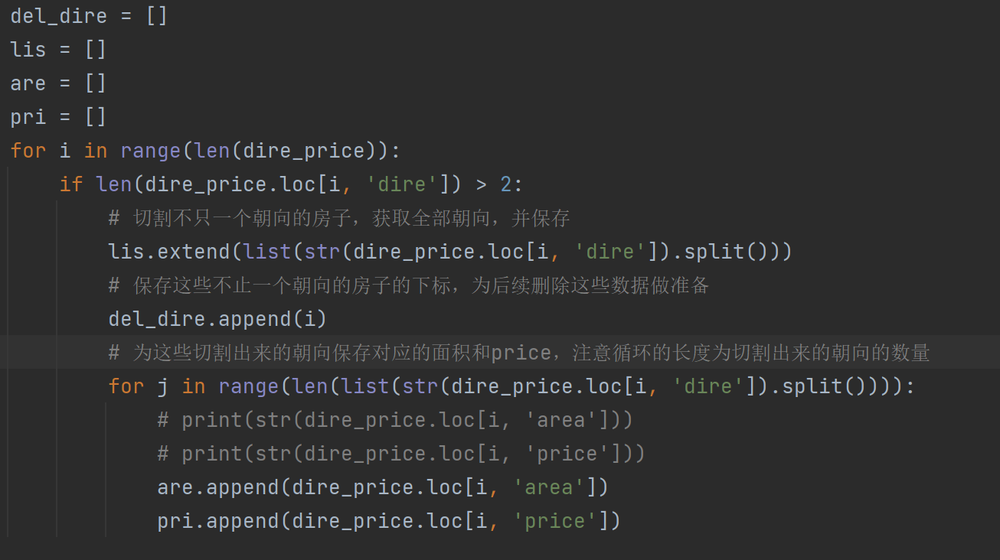 del_dire = []
lis = []
are = []
pri = []
for i in range(len(dire_price)):
    if len(dire_price.loc[i, 'dire']) > 2:
        # 切割不只一个朝向的房子，获取全部朝向，并保存
        lis.extend(list(str(dire_price.loc[i, 'dire']).split()))
        # 保存这些不止一个朝向的房子的下标，为后续删除这些数据做准备
        del_dire.append(i)
        # 为这些切割出来的朝向保存对应的面积和price，注意循环的长度为切割出来的朝向的数量
        for j in range(len(list(str(dire_price.loc[i, 'dire']).split()))):
            # print(str(dire_price.loc[i, 'area']))
            # print(str(dire_price.loc[i, 'price']))
            are.append(dire_price.loc[i, 'area'])
            pri.append(dire_price.loc[i, 'price'])